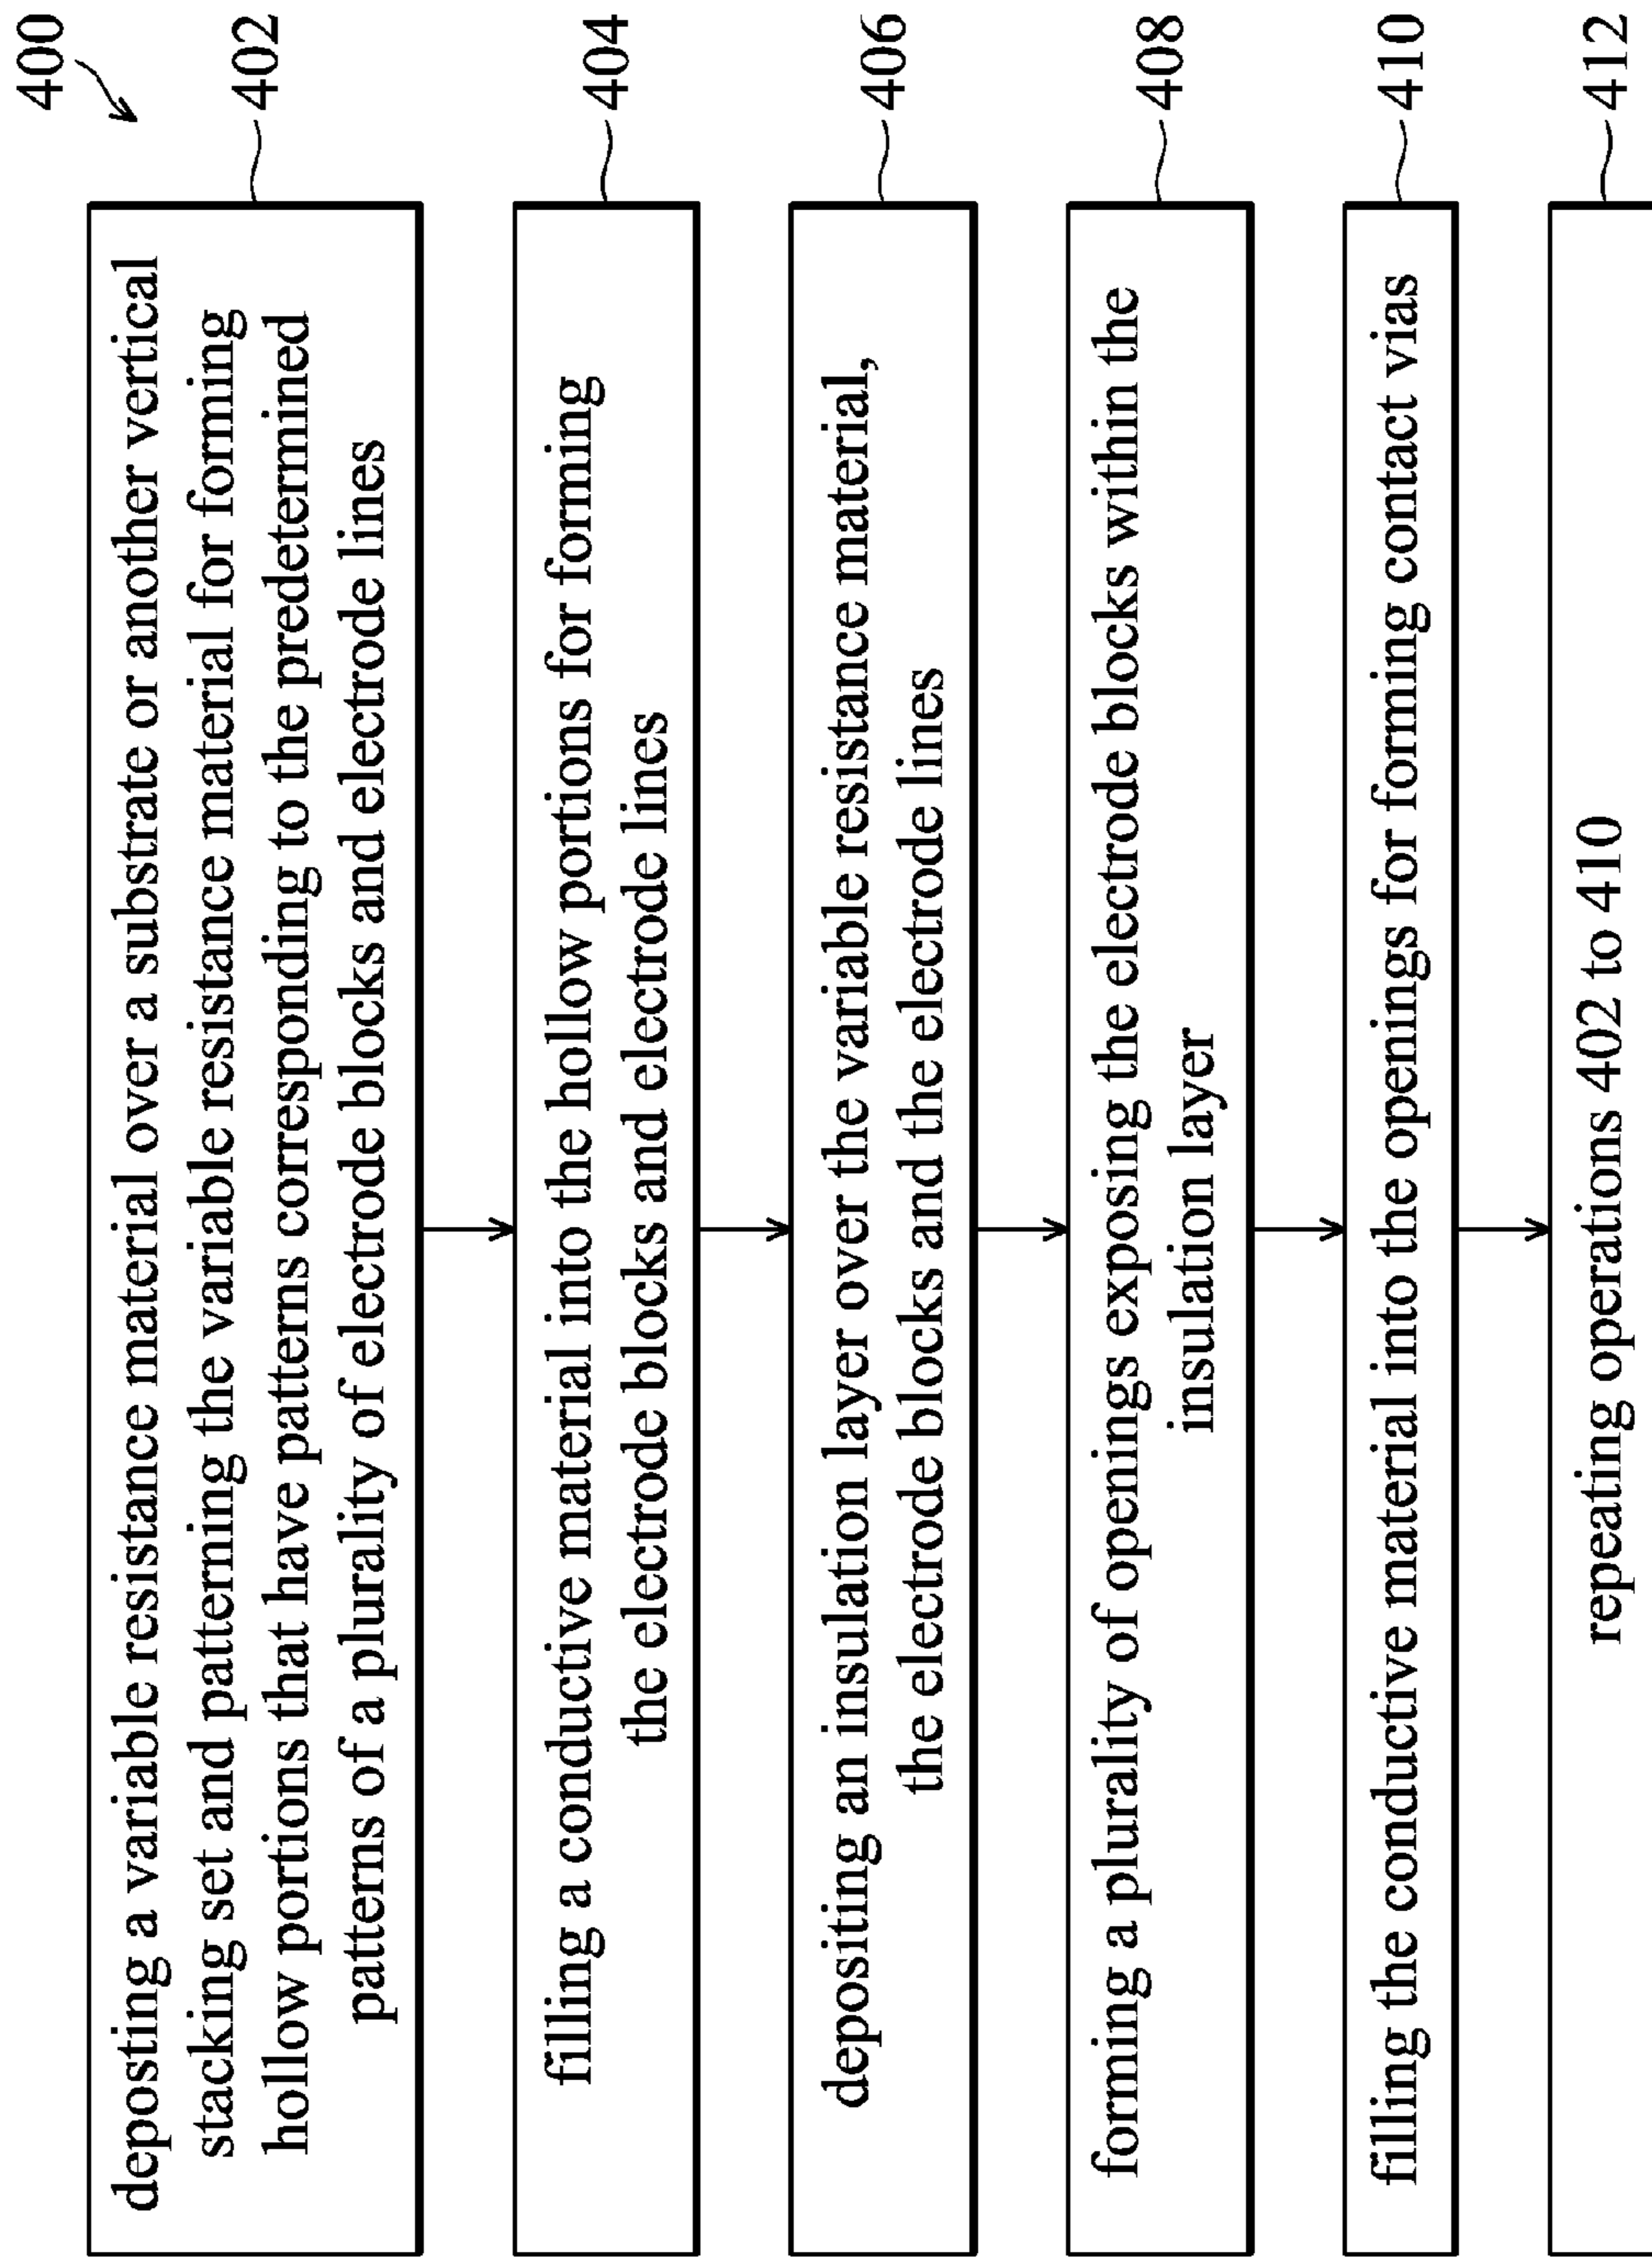 400
deposting a variable resistance material over a substrate or another vertical
stacking set and patterning the variable resistance material for forming
hollow portions that have patterns corresponding to the predetermined
patterns of a plurality of electrode blocks and electrode lines
402
filling a conductive material into the hollow portions for forming
the electrode blocks and electrode lines
404
depositing an insulation layer over the variable resistance material,
the electrode blocks and the electrode lines
406
forming a plurality of openings exposing the electrode blocks within the
insulation layer
408
filling the conductive material into the openings for forming contact vias
410
repeating operations 402 to 410
412